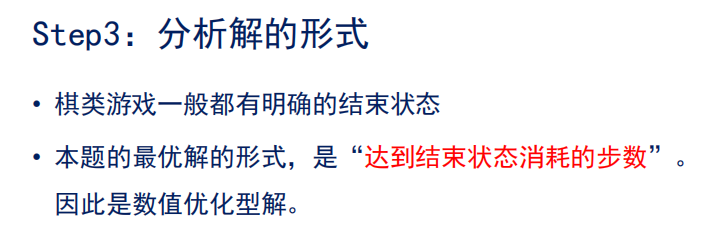 Step3：分析解的形式
• 棋类游戏一般都有明确的结束状态
• 本题的最优解的形式，是“达到结束状态消耗的步数”。
因此是数值优化型解。